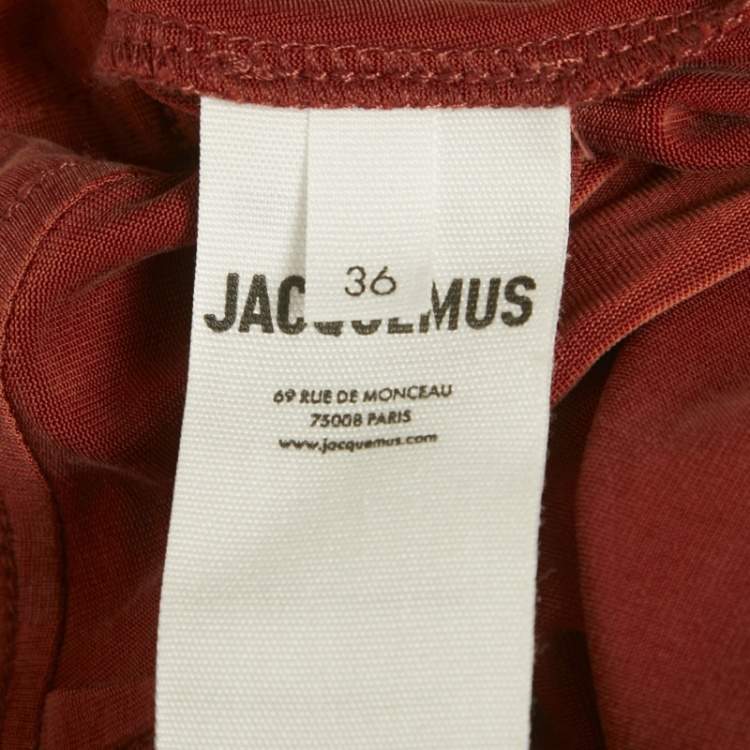 36
JACQUEMUS
69 RUE DE MONCEAU
75008 PARIS
www.jacquemus.com